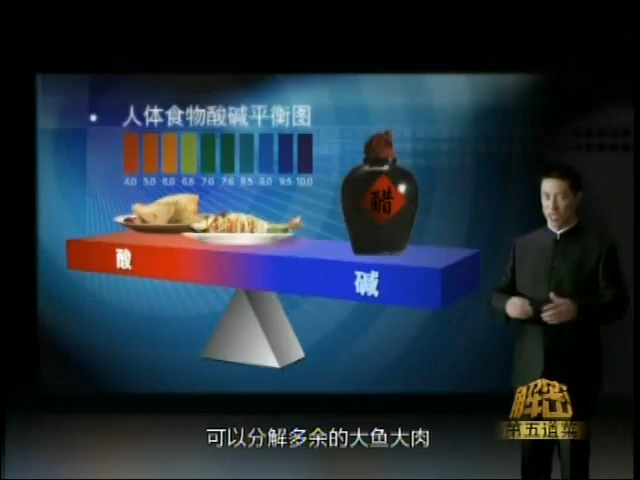 人体食物酸碱平衡图
4.0 5.0 6.0 6.8 7.0 7.6 8.5 9.0 9.5 10.0
醋
酸
碱
解密
第五道菜
可以分解多余的大鱼大肉